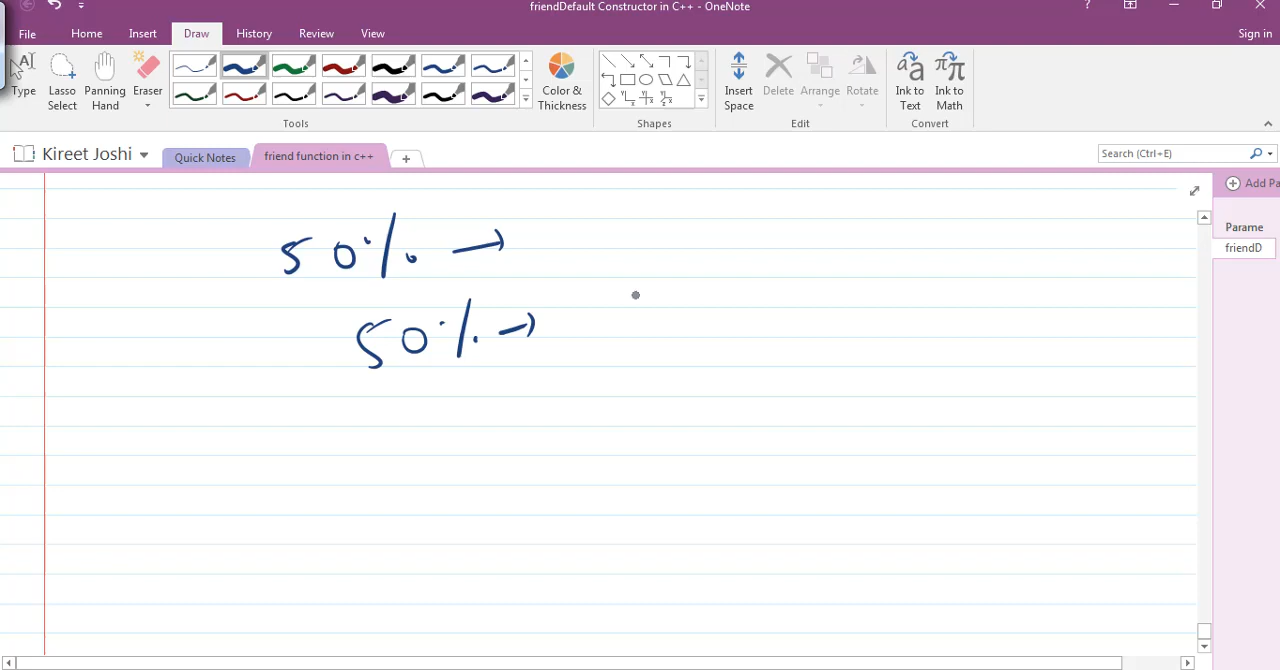 friendDefault Constructor in C++ - OneNote
?
File Home Insert Draw History Review View Sign in
Type Lasso Select Panning Hand Eraser Color & Thickness Insert Space Delete Arrange Rotate Ink to Text Ink to Math
Tools Shapes Edit Convert
Kireet Joshi Quick Notes friend function in c++ + Search (Ctrl+E)
Add Pa
Parame
friendD
50% →
50% →